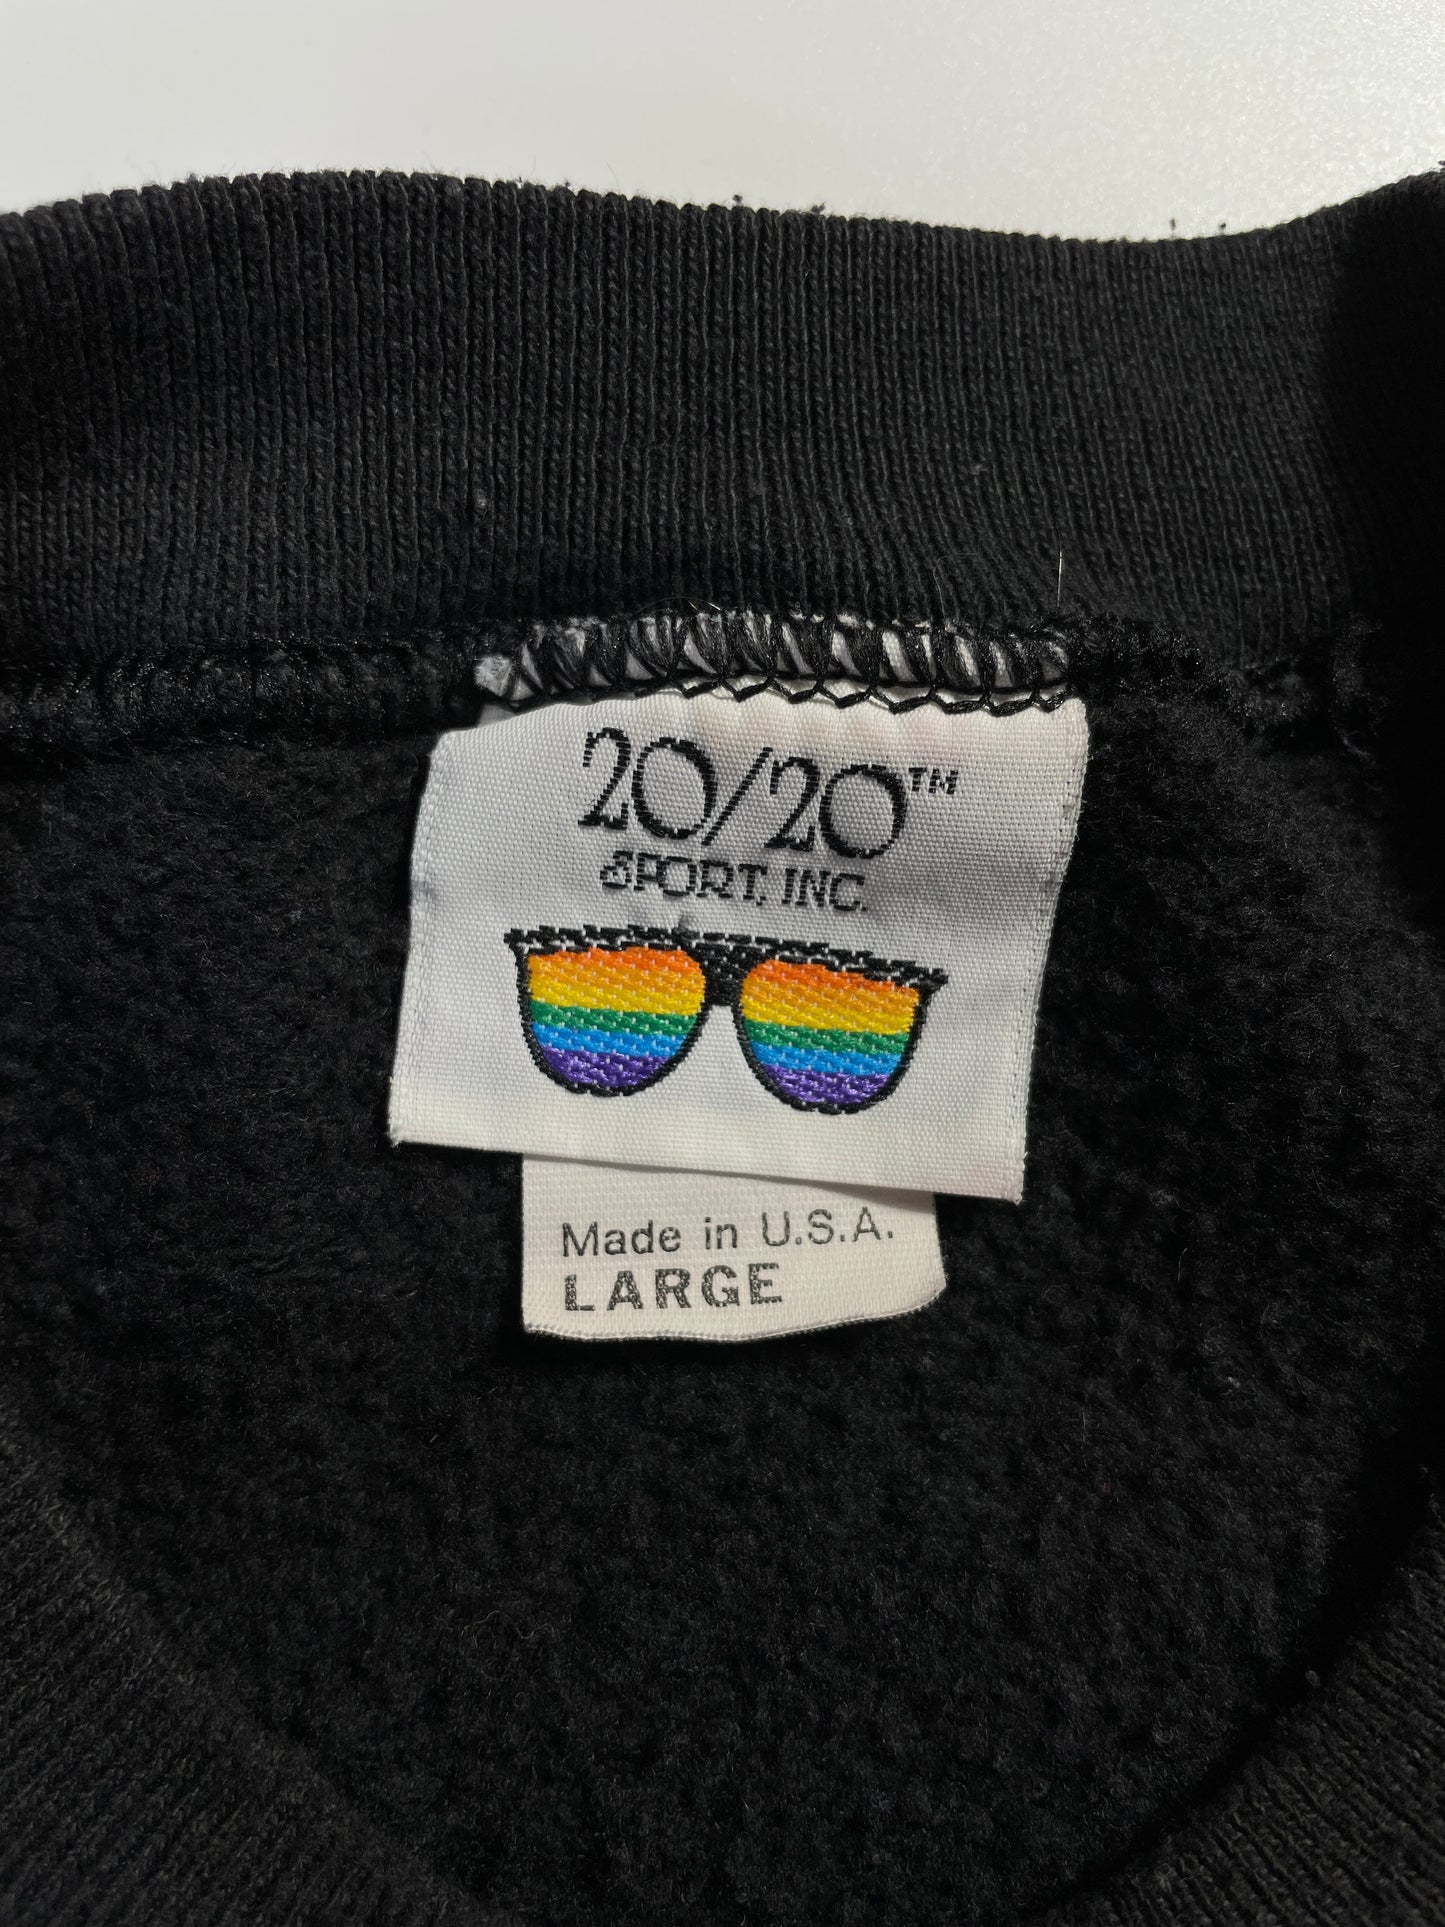 20/20™
SPORT, INC.
Made in U.S.A.
LARGE